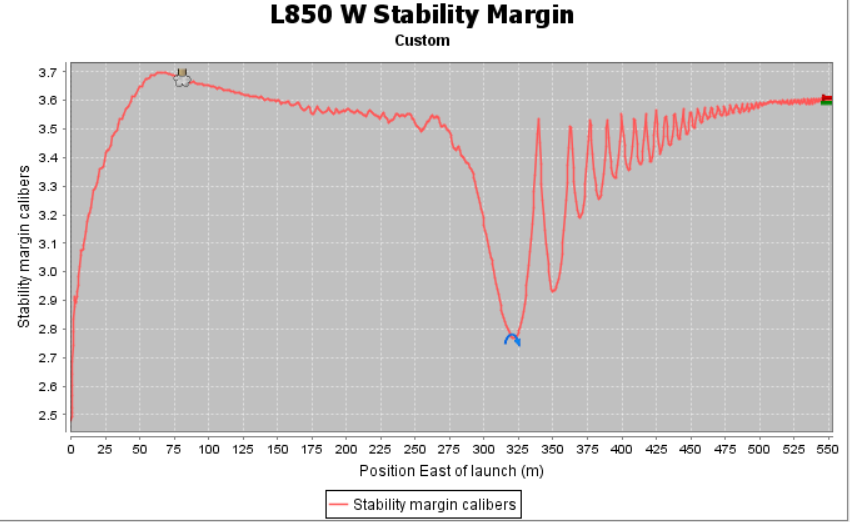 L850 W Stability Margin
Custom
Stability margin calibers
3.7
3.6
3.5
3.4
3.3
3.2
3.1
3.0
2.9
2.8
2.7
2.6
2.5
0 25 50 75 100 125 150 175 200 225 250 275 300 325 350 375 400 425 450 475 500 525 550
Position East of launch (m)
Stability margin calibers